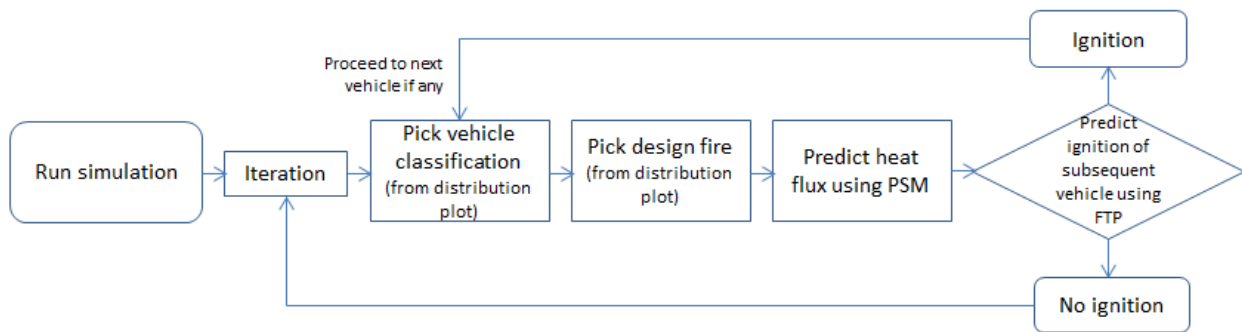 Run simulation
Iteration
Proceed to next
vehicle if any
Pick vehicle
classification
(from distribution
plot)
Pick design fire
(from distribution
plot)
Predict heat
flux using PSM
Predict
ignition of
subsequent
vehicle using
FTP
Ignition
No ignition